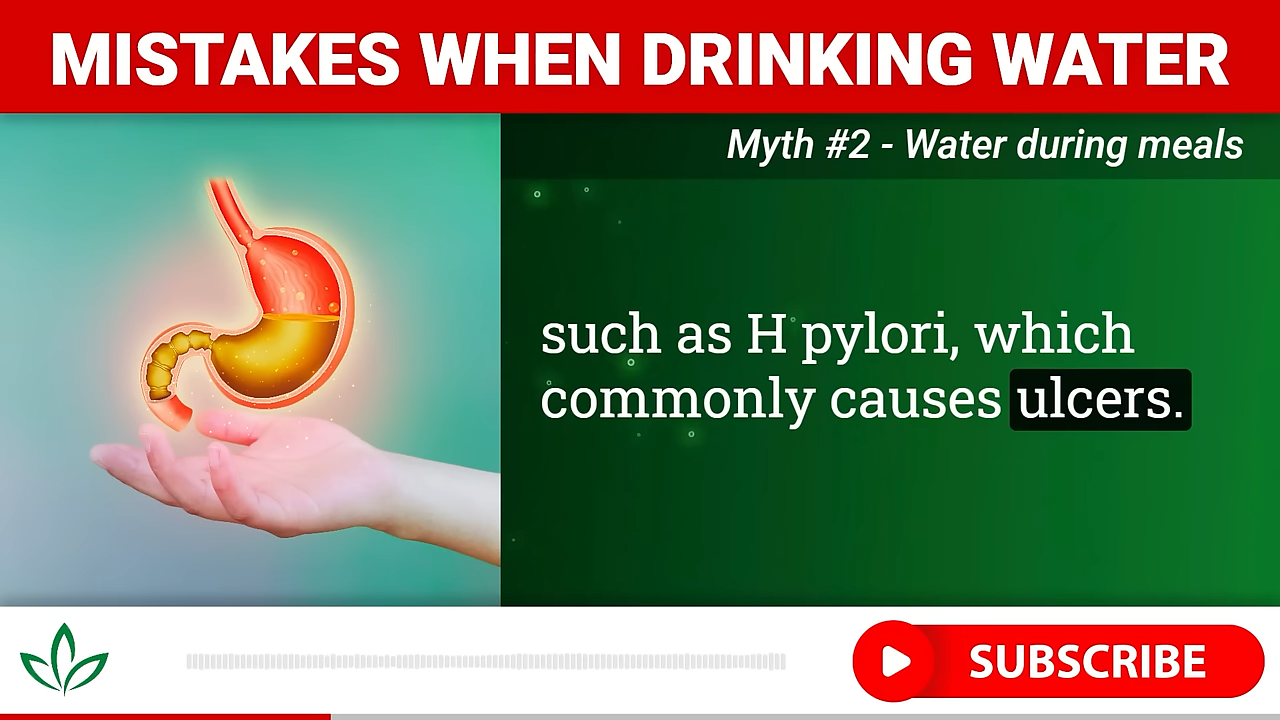 MISTAKES WHEN DRINKING WATER
Myth #2 - Water during meals
such as H pylori, which
commonly causes ulcers.
SUBSCRIBE